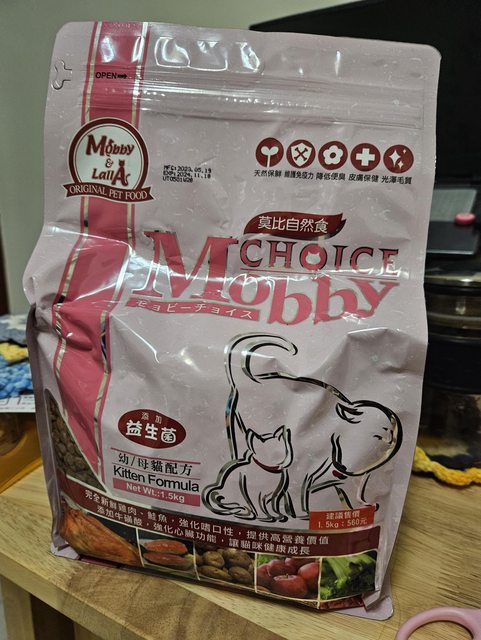 OPEN
Mobby
& Lalla
ORIGINAL PET FOOD
MFG:2023.05.19
EXP:2024.11.18
天然保鮮 維護免疫力 降低便臭 皮膚保健 光澤毛質
莫比自然食
CHOICE
Mobby
モビーチョイス
添加
益生菌
幼/母貓配方
Kitten Formula
Net Wt.:1.5kg
建議售價
1.5kg：560元
完全新鮮雞肉、鮭魚，強化嗜口性，提供高營養價值
添加牛磺酸，強化心臟功能，讓貓咪健康成長